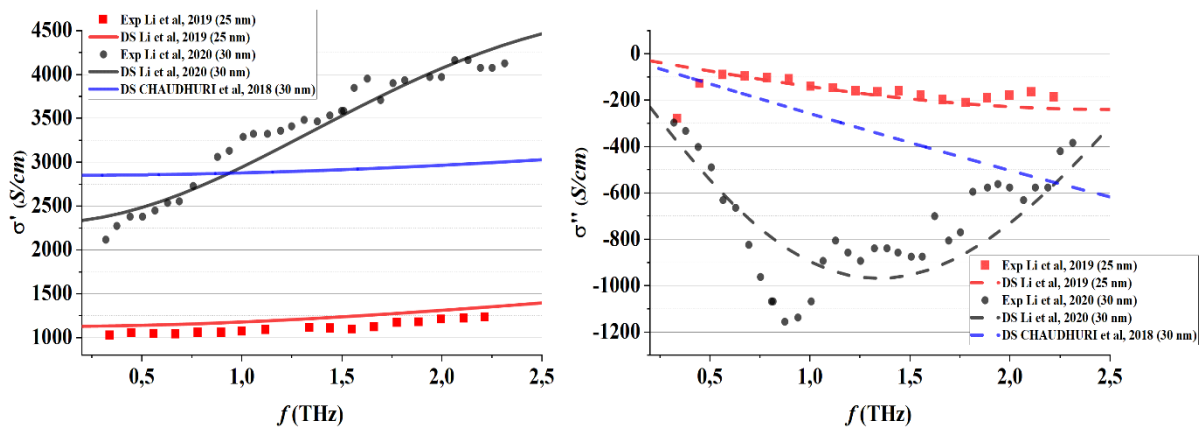 Exp Li et al, 2019 (25 nm)
DS Li et al, 2019 (25 nm)
Exp Li et al, 2020 (30 nm)
DS Li et al, 2020 (30 nm)
DS CHAUDHURI et al, 2018 (30 nm)
4500
4000
3500
3000
2500
2000
1500
1000
σ' (S/cm)
0,5
1,0
1,5
2,0
2,5
f (THz)
0
-200
-400
-600
-800
-1000
-1200
σ'' (S/cm)
Exp Li et al, 2019 (25 nm)
DS Li et al, 2019 (25 nm)
Exp Li et al, 2020 (30 nm)
DS Li et al, 2020 (30 nm)
DS CHAUDHURI et al, 2018 (30 nm)
0,5
1,0
1,5
2,0
2,5
f (THz)